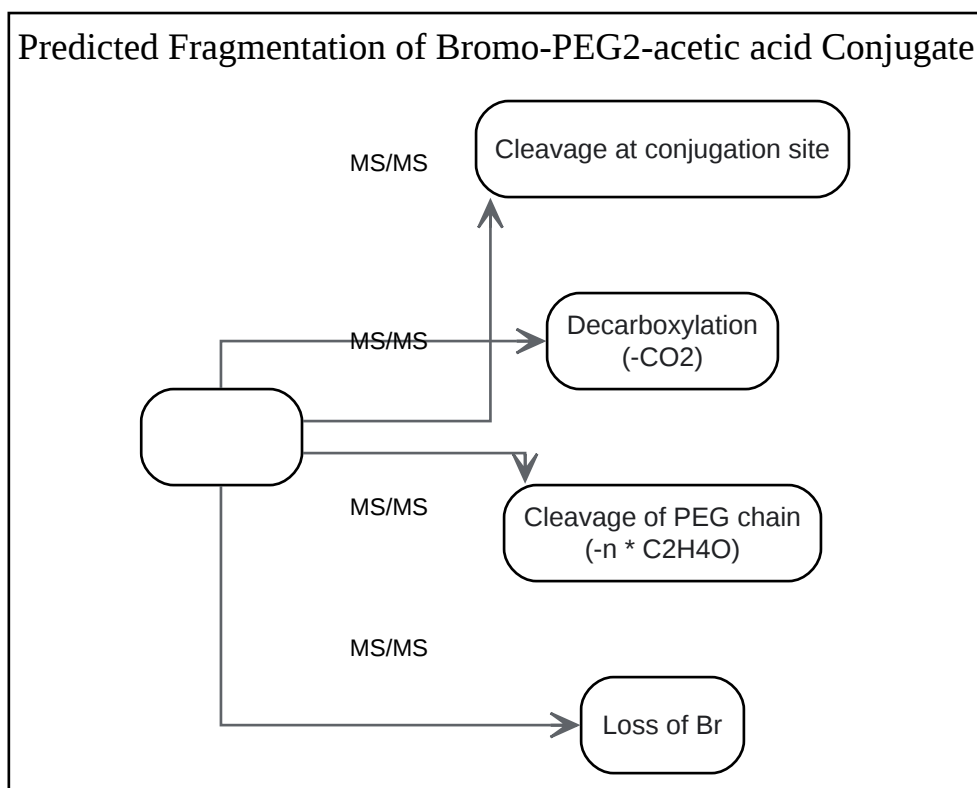 Predicted Fragmentation of Bromo-PEG2-acetic acid Conjugate
MS/MS
Cleavage at conjugation site
MS/MS
Decarboxylation
(-CO2)
MS/MS
Cleavage of PEG chain
(-n * C2H4O)
MS/MS
Loss of Br